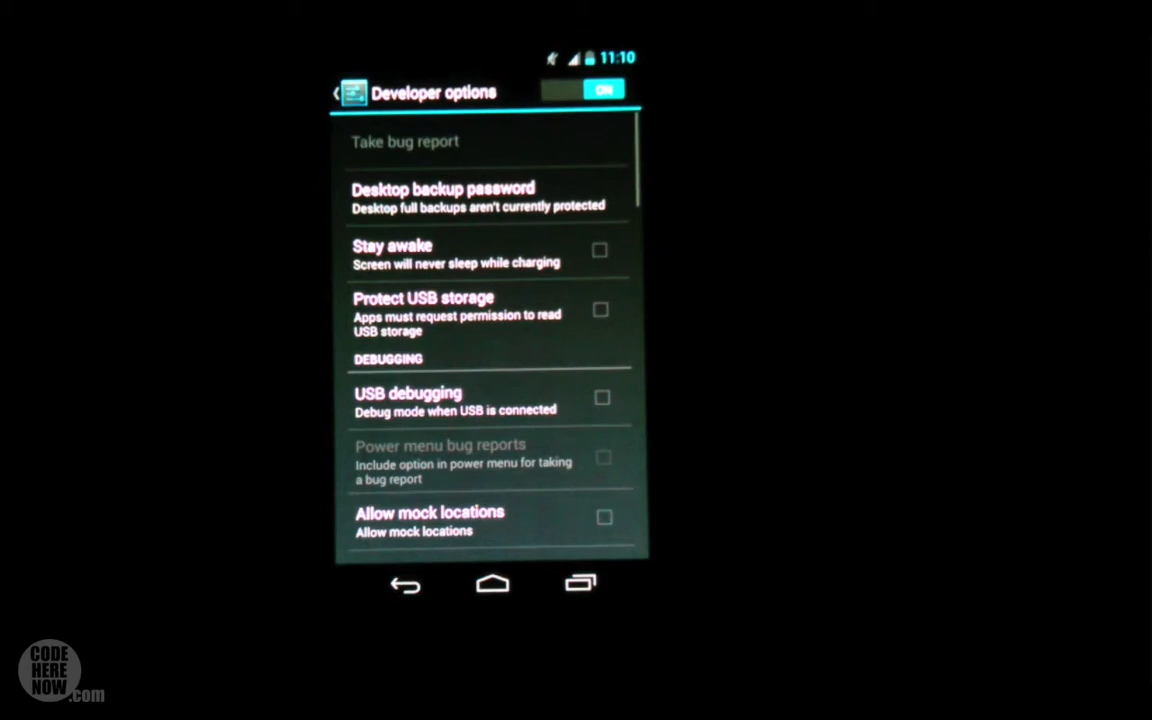 11:10
Developer options
ON
Take bug report
Desktop backup password
Desktop full backups aren't currently protected
Stay awake
Screen will never sleep while charging
Protect USB storage
Apps must request permission to read
USB storage
DEBUGGING
USB debugging
Debug mode when USB is connected
Power menu bug reports
Include option in power menu for taking
a bug report
Allow mock locations
Allow mock locations
CODE
HERE
NOW.com